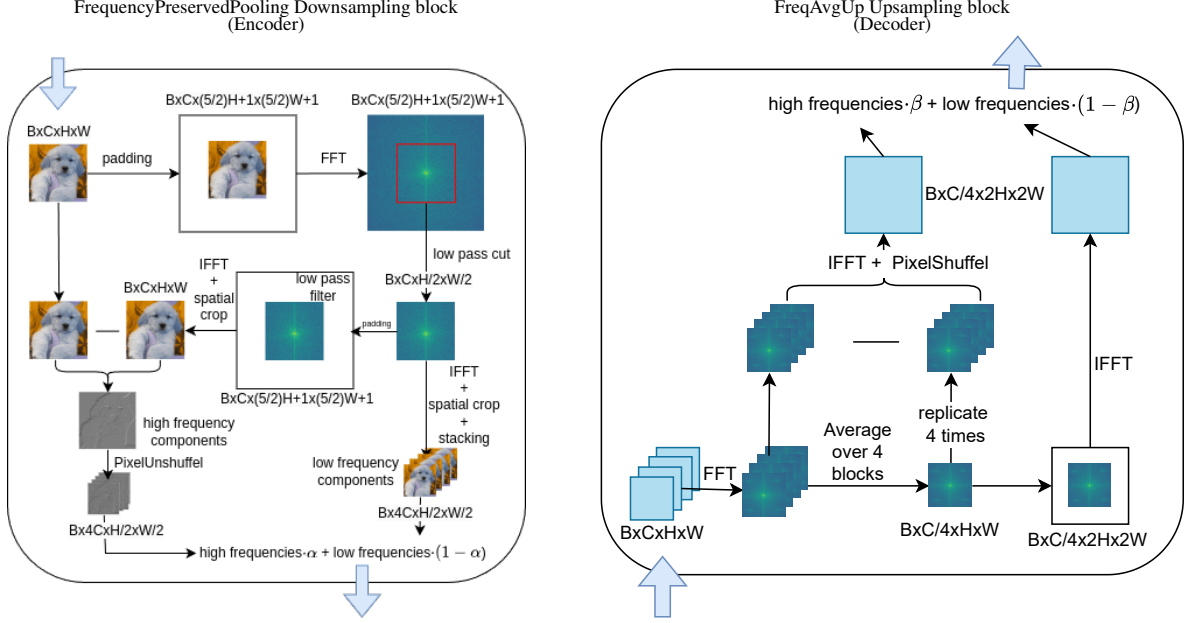 FrequencyPreservedPooling Downsampling block
(Encoder)
BxCx(5/2)H+1x(5/2)W+1
BxCx(5/2)H+1x(5/2)W+1
BxCxHxW
padding
FFT
low pass cut
BxCxH/2xW/2
IFFT
+
spatial
crop
BxCxHxW
low pass
filter
padding
BxCx(5/2)H+1x(5/2)W+1
IFFT
+
spatial crop
+
stacking
high frequency
components
PixelUnshuffel
low frequency
components
Bx4CxH/2xW/2
Bx4CxH/2xW/2
high frequencies·α + low frequencies·(1 − α)
FreqAvgUp Upsampling block
(Decoder)
high frequencies·β + low frequencies·(1 − β)
BxC/4x2Hx2W
IFFT + PixelShuffel
IFFT
replicate
4 times
Average
over 4
blocks
FFT
BxCxHxW
BxC/4xHxW
BxC/4x2Hx2W